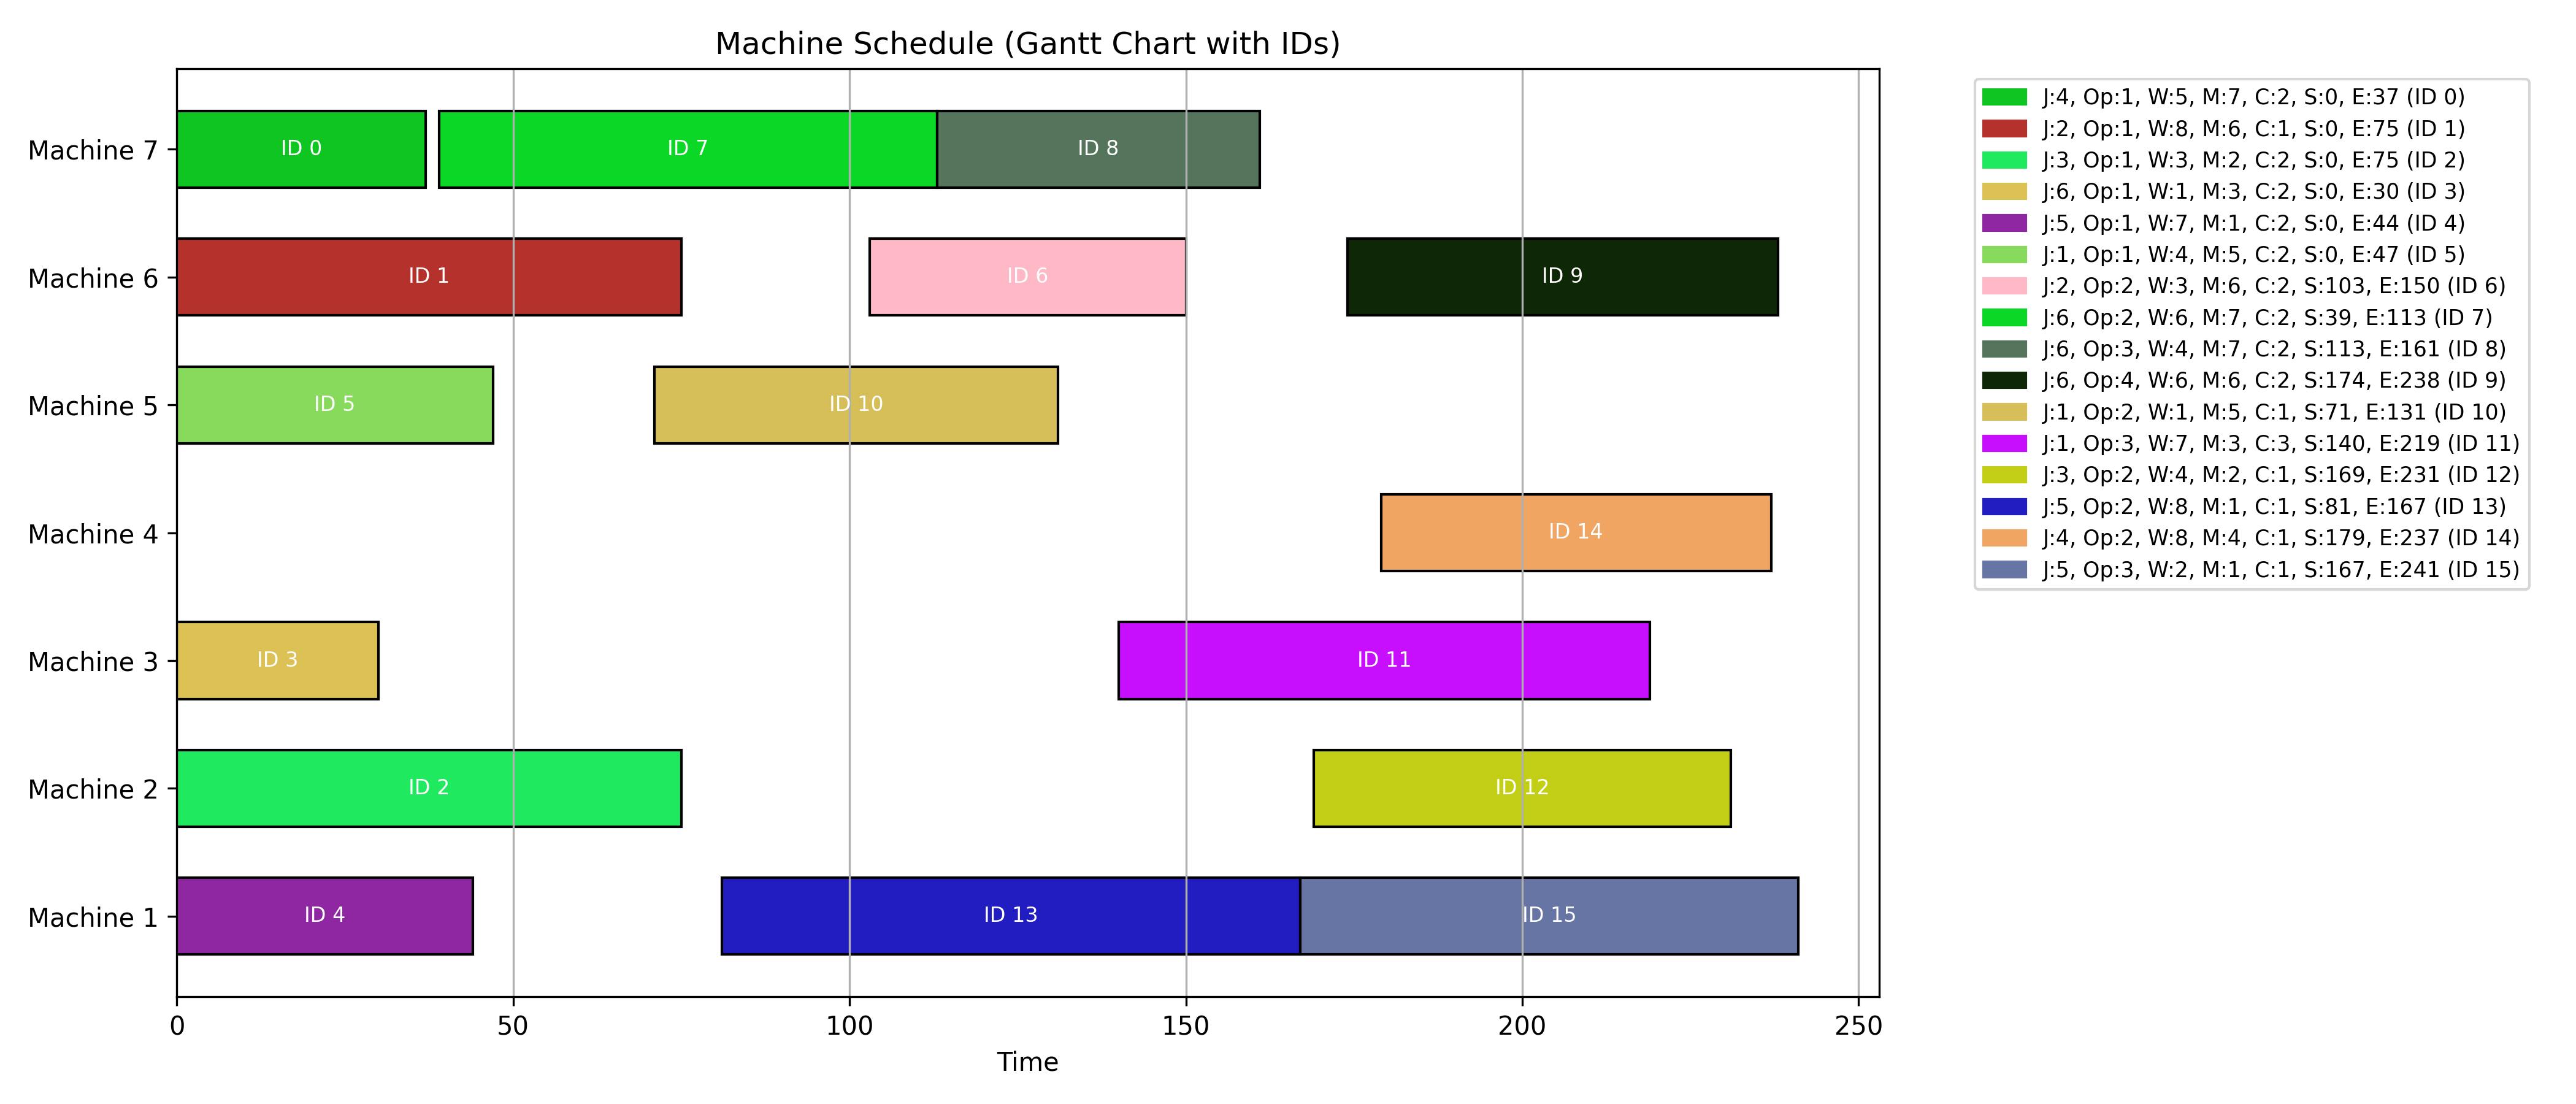 Machine Schedule (Gantt Chart with IDs)
Machine 7
ID 0
ID 7
ID 8
Machine 6
ID 1
ID 6
ID 9
Machine 5
ID 5
ID 10
Machine 4
ID 14
Machine 3
ID 3
ID 11
Machine 2
ID 2
ID 12
Machine 1
ID 4
ID 13
ID 15
0
50
100
150
200
250
Time
J:4, Op:1, W:5, M:7, C:2, S:0, E:37 (ID 0)
J:2, Op:1, W:8, M:6, C:1, S:0, E:75 (ID 1)
J:3, Op:1, W:3, M:2, C:2, S:0, E:75 (ID 2)
J:6, Op:1, W:1, M:3, C:2, S:0, E:30 (ID 3)
J:5, Op:1, W:7, M:1, C:2, S:0, E:44 (ID 4)
J:1, Op:1, W:4, M:5, C:2, S:0, E:47 (ID 5)
J:2, Op:2, W:3, M:6, C:2, S:103, E:150 (ID 6)
J:6, Op:2, W:6, M:7, C:2, S:39, E:113 (ID 7)
J:6, Op:3, W:4, M:7, C:2, S:113, E:161 (ID 8)
J:6, Op:4, W:6, M:6, C:2, S:174, E:238 (ID 9)
J:1, Op:2, W:1, M:5, C:1, S:71, E:131 (ID 10)
J:1, Op:3, W:7, M:3, C:3, S:140, E:219 (ID 11)
J:3, Op:2, W:4, M:2, C:1, S:169, E:231 (ID 12)
J:5, Op:2, W:8, M:1, C:1, S:81, E:167 (ID 13)
J:4, Op:2, W:8, M:4, C:1, S:179, E:237 (ID 14)
J:5, Op:3, W:2, M:1, C:1, S:167, E:241 (ID 15)